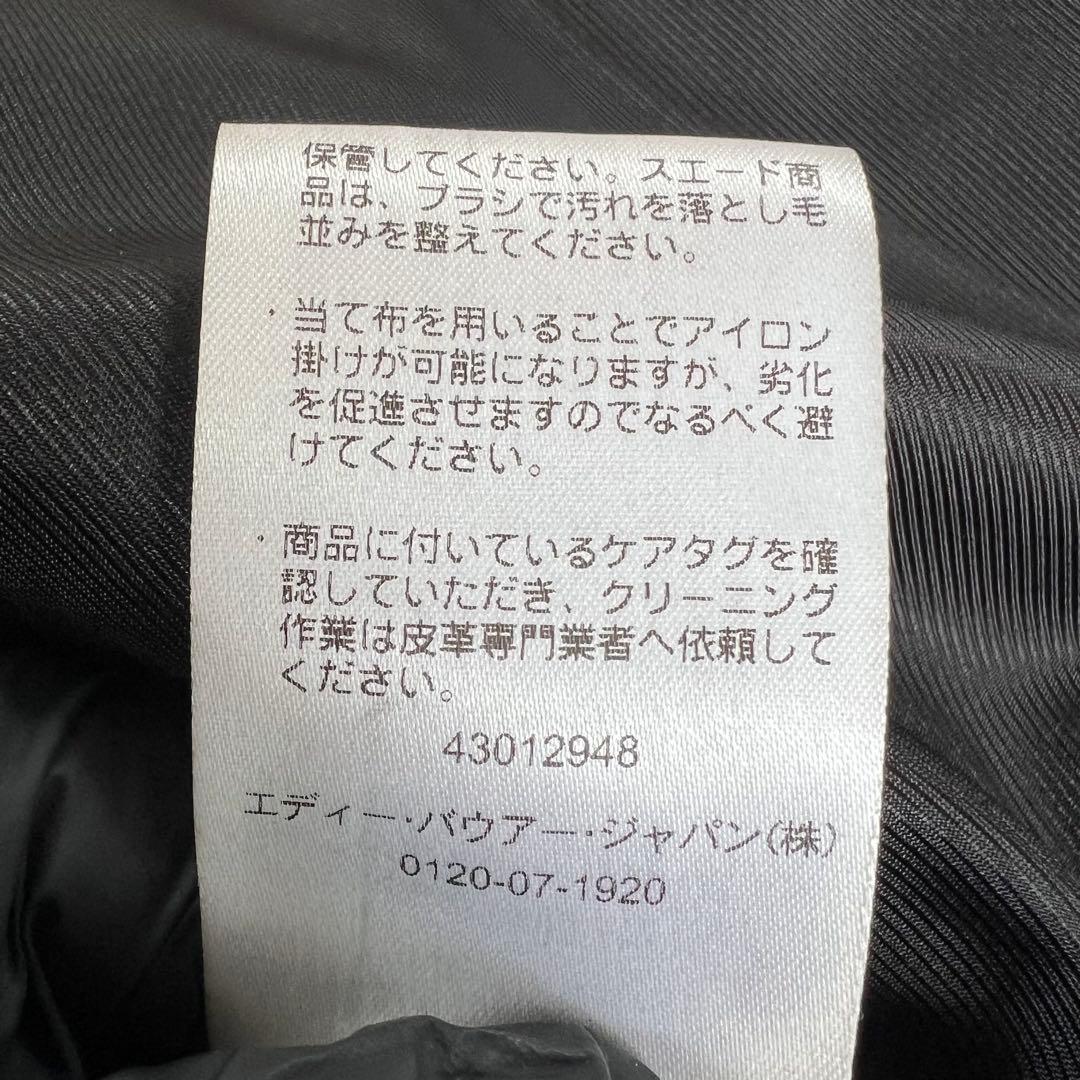 保管してください。スエード商
品は、ブラシで汚れを落とし毛
並みを整えてください。
・当て布を用いることでアイロン
掛けが可能になりますが、劣化
を促進させますのでなるべく避
けてください。
・商品に付いているケアタグを確
認していただき、クリーニング
作業は皮革専門業者へ依頼して
ください。
43012948
エディー・バウアー・ジャパン(株)
0120-07-1920